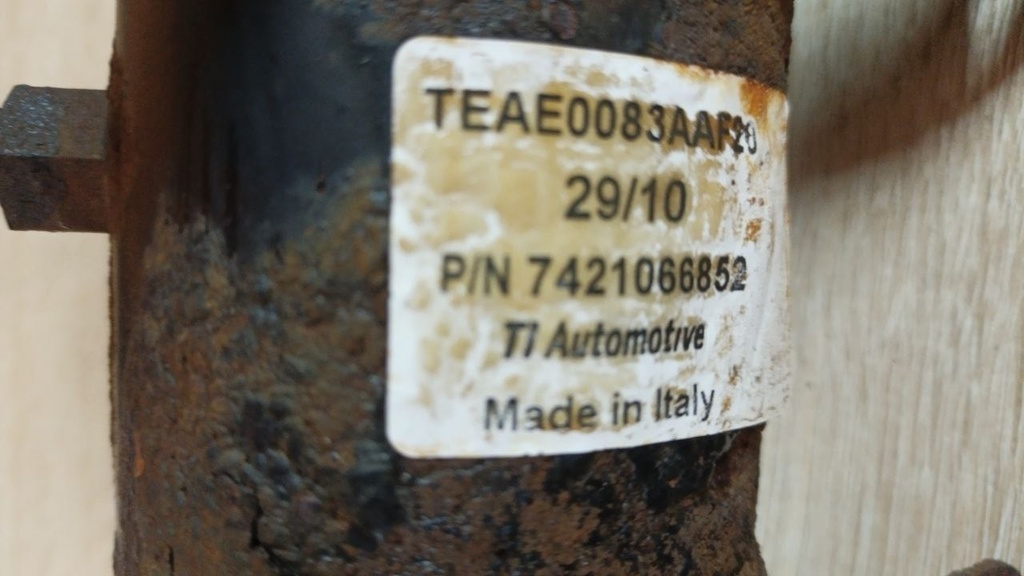 TEAE0083AAF20
29/10
P/N 7421066852
TI Automotive
Made in Italy